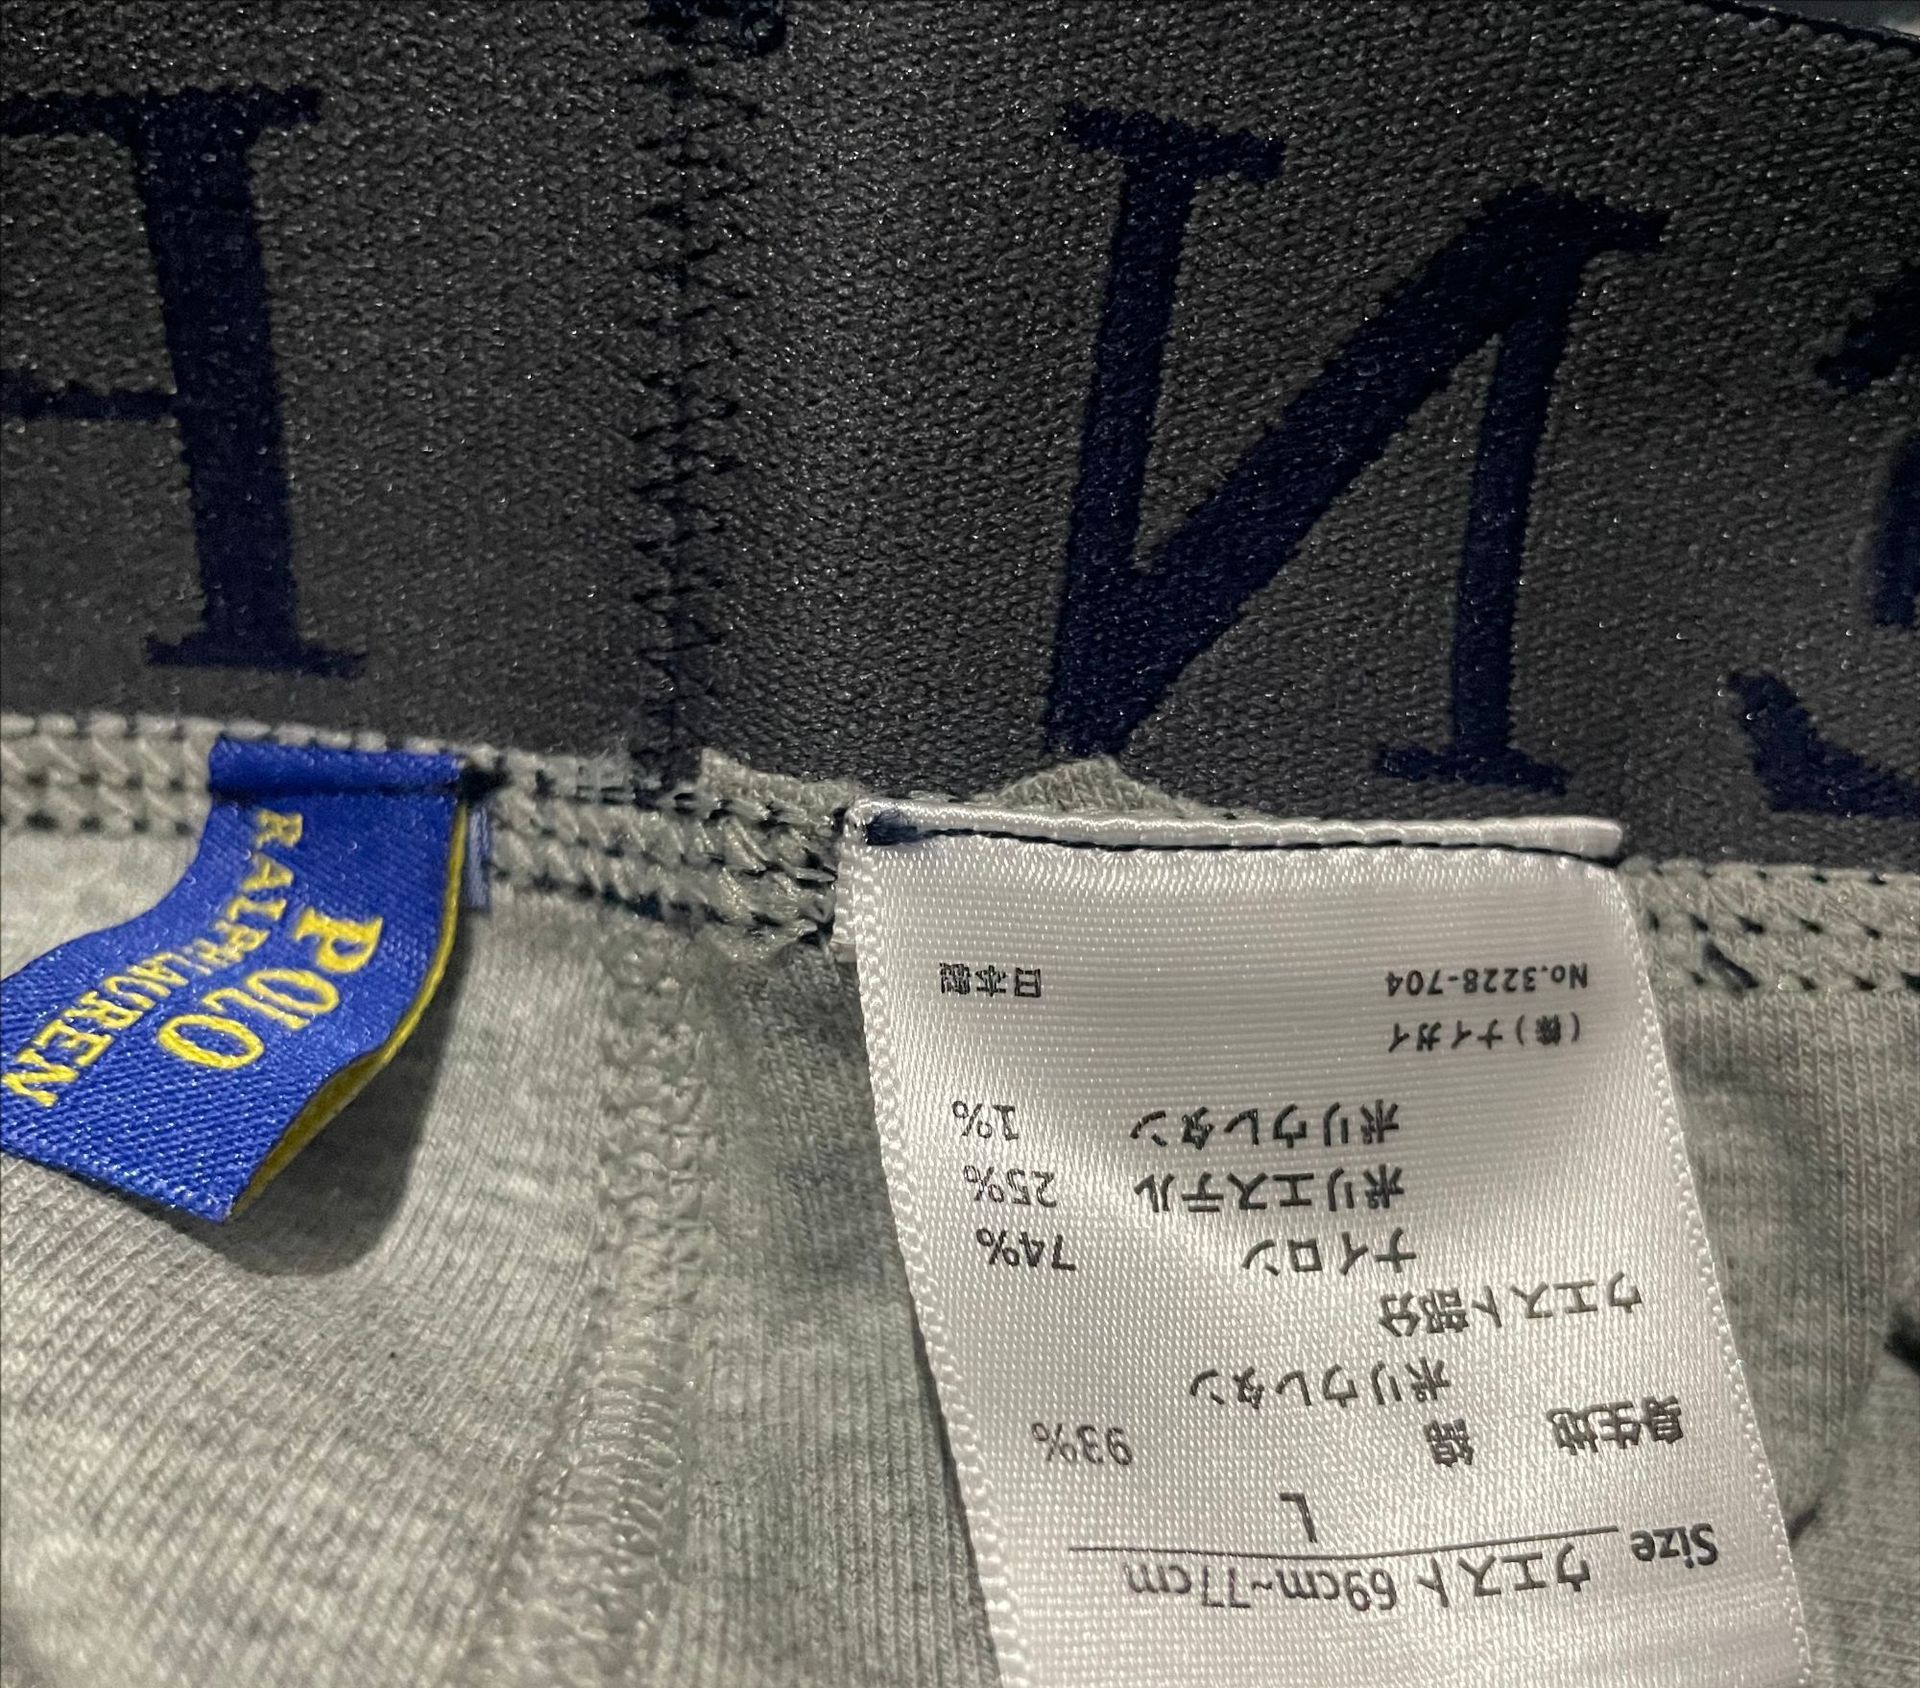 POLO
RALPH LAUREN
ウエスト 69cm~77cm
Size L
身生地 綿 93%
ポリウレタン
ウエスト部分
ナイロン 74%
ポリエステル 25%
ポリウレタン 1%
(株)ナイガイ
No.3228-704 日本製